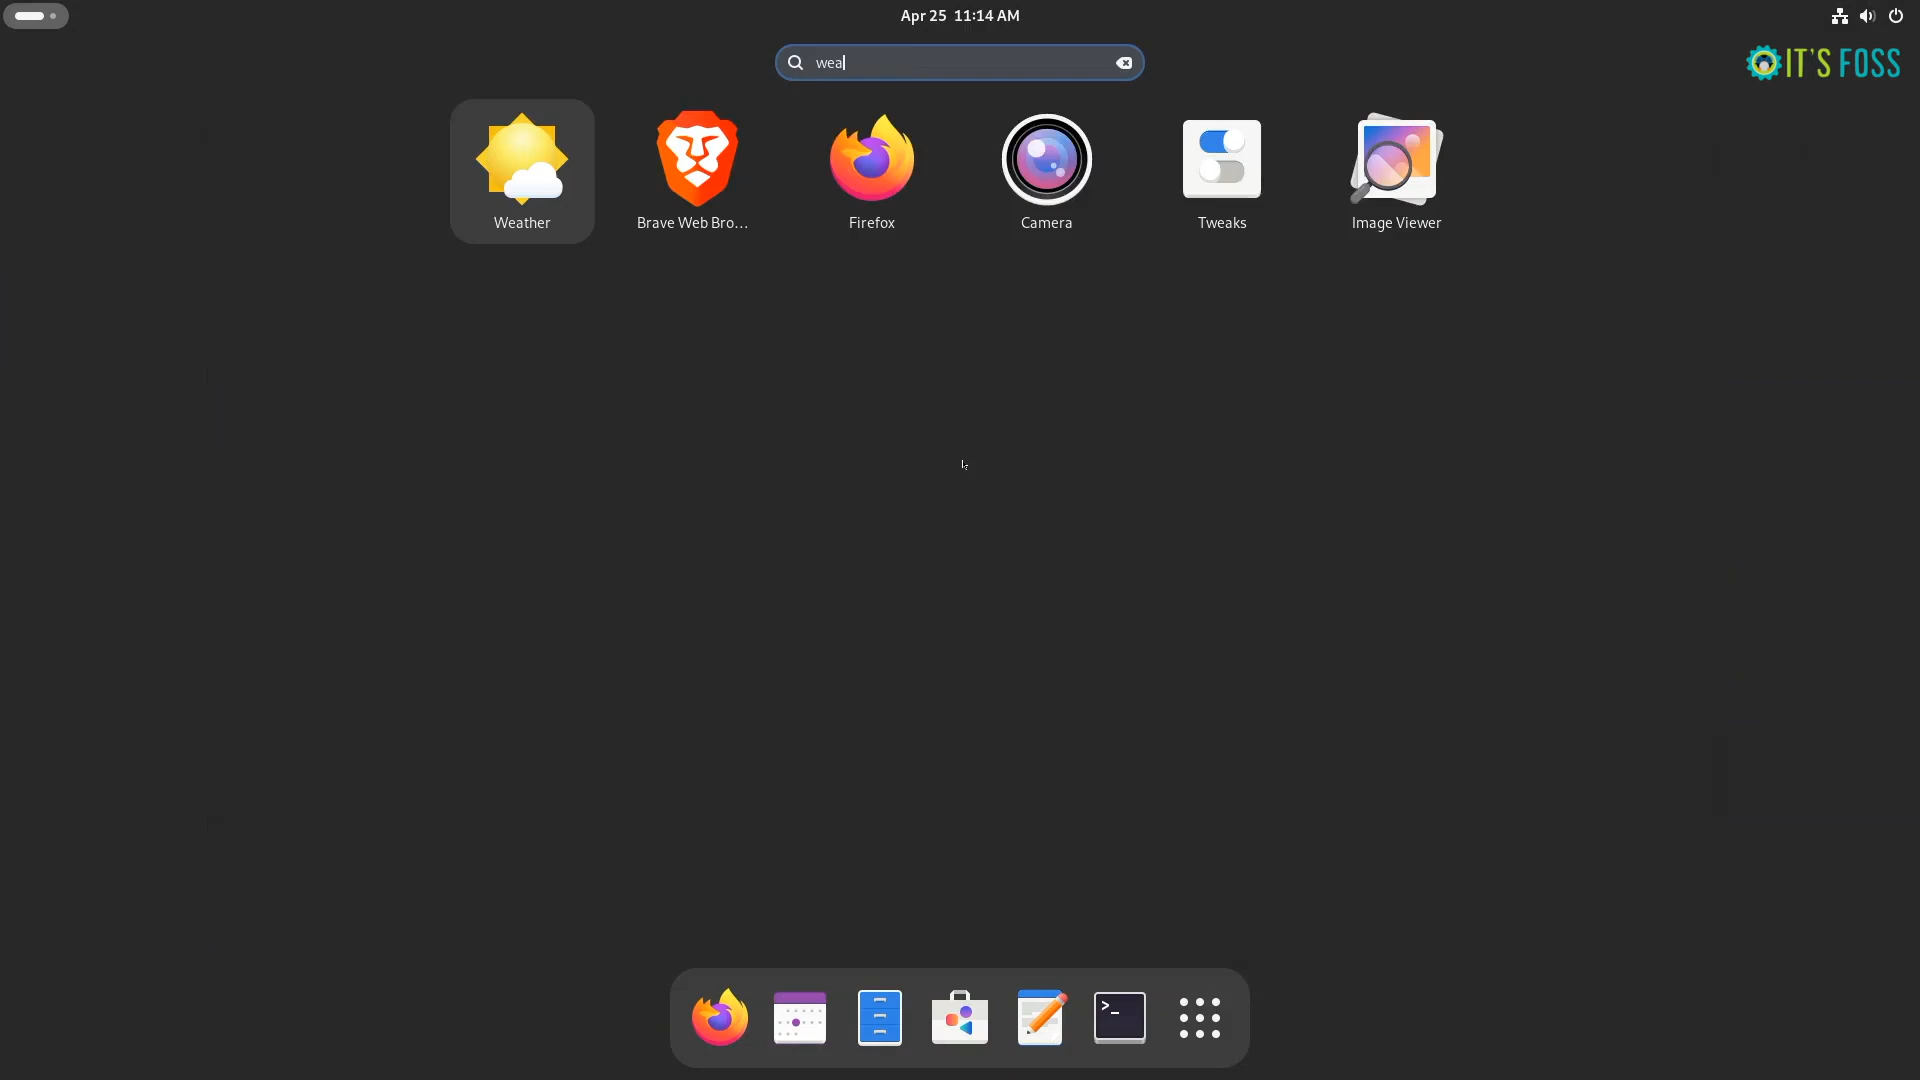 Apr 25 11:14 AM
wea
IT'S FOSS
Weather
Brave Web Bro...
Firefox
Camera
Tweaks
Image Viewer
>_